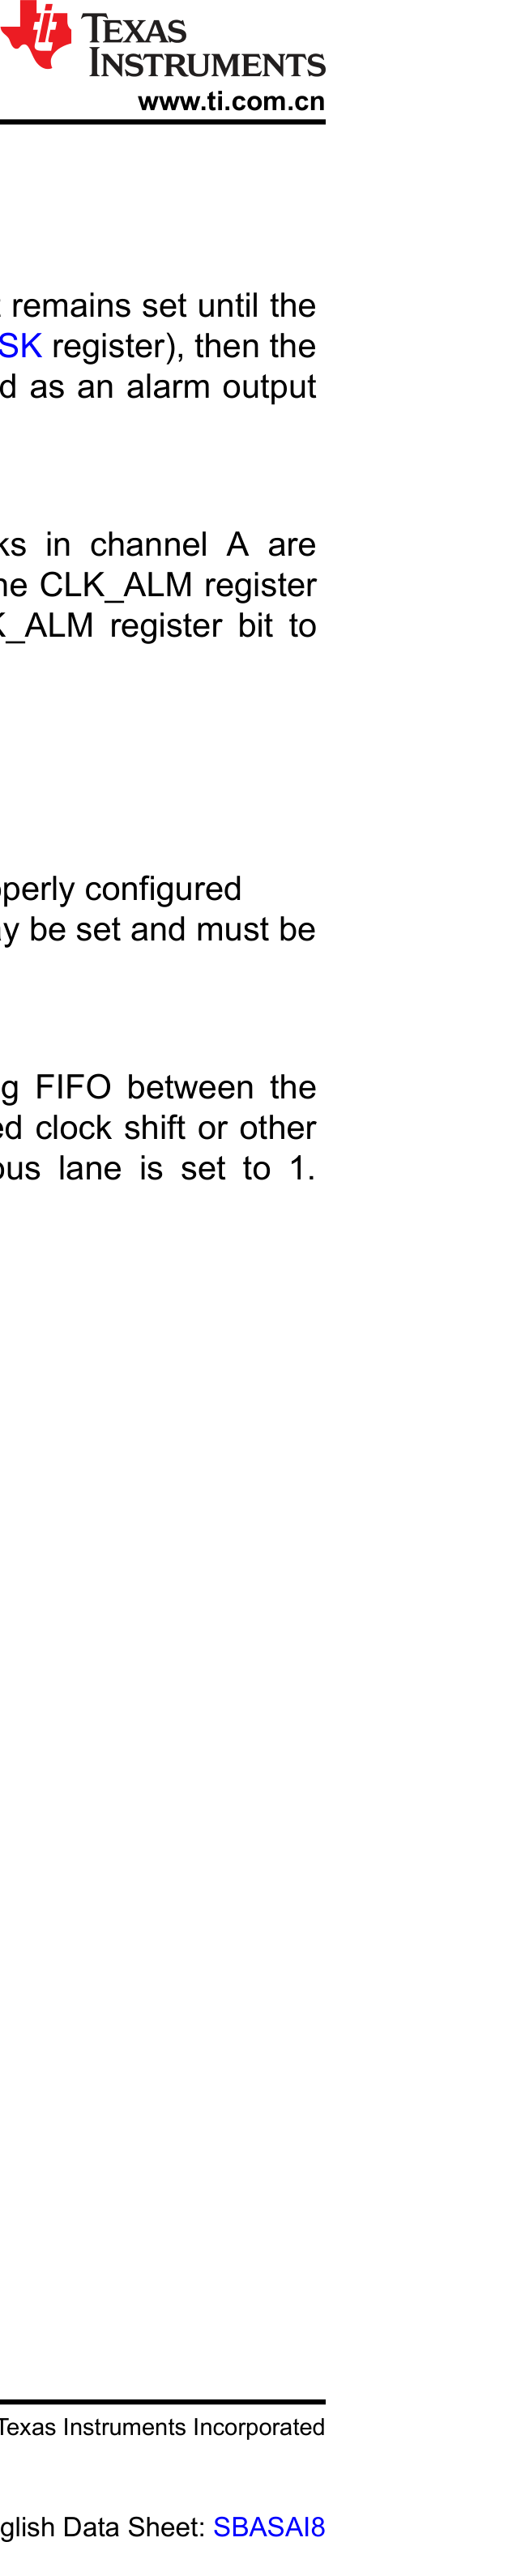 TEXAS
INSTRUMENTS
www.ti.com.cn
remains set until the
SK register), then the
d as an alarm output
ks in channel A are
he CLK_ALM register
K_ALM register bit to
perly configured
ay be set and must be
g FIFO between the
ed clock shift or other
ous lane is set to 1.
Texas Instruments Incorporated
glish Data Sheet: SBASAI8